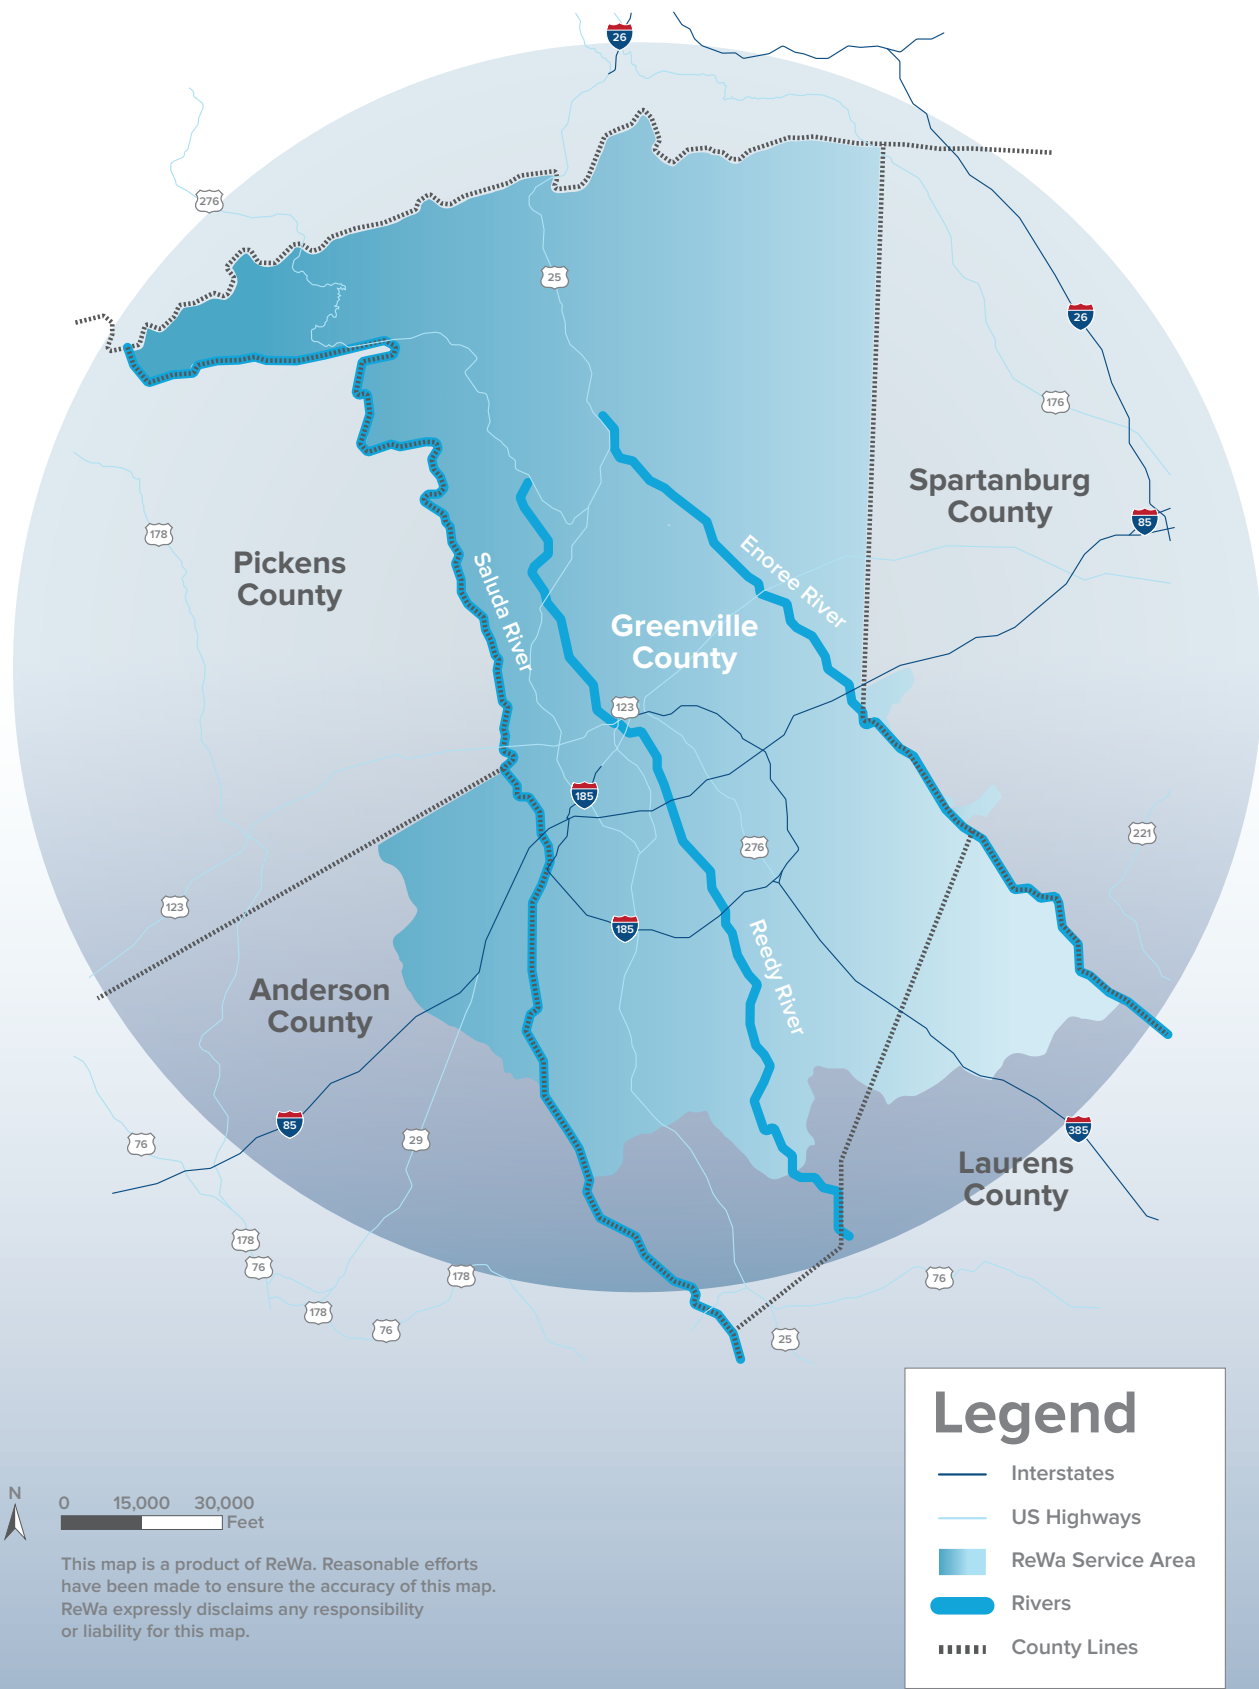 26
276
25
26
176
Spartanburg
County
85
178
Pickens
County
Saluda River
Enoree River
Greenville
County
123
185
276
221
123
185
Reedy River
Anderson
County
85
29
76
385
Laurens
County
178
76
178
178
76
76
25
Legend
Interstates
US Highways
ReWa Service Area
Rivers
County Lines
N
0 15,000 30,000
Feet
This map is a product of ReWa. Reasonable efforts
have been made to ensure the accuracy of this map.
ReWa expressly disclaims any responsibility
or liability for this map.